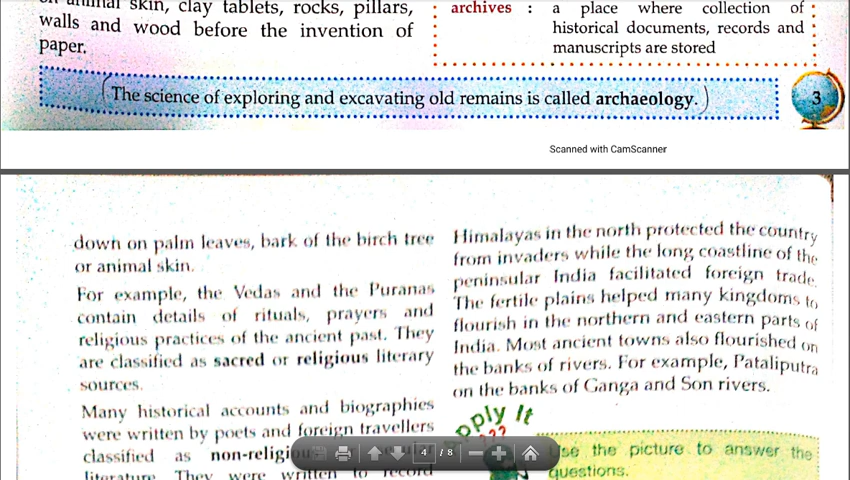 animal skin, clay tablets, rocks, pillars,
walls and wood before the invention of
paper.
archives : a place where collection of
historical documents, records and
manuscripts are stored
(The science of exploring and excavating old remains is called archaeology.)
3
Scanned with CamScanner
down on palm leaves, bark of the birch tree
or animal skin.
For example, the Vedas and the Puranas
contain details of rituals, prayers and
religious practices of the ancient past. They
are classified as sacred or religious literary
sources.
Many historical accounts and biographies
were written by poets and foreign travellers
classified as non-religio
literature. They were written to record
Himalayas in the north protected the country
from invaders while the long coastline of the
peninsular India facilitated foreign trade.
The fertile plains helped many kingdoms to
flourish in the northern and eastern parts of
India. Most ancient towns also flourished on
the banks of rivers. For example, Pataliputra
on the banks of Ganga and Son rivers.
pply It
???
se the picture to answer the
questions.
4 / 8